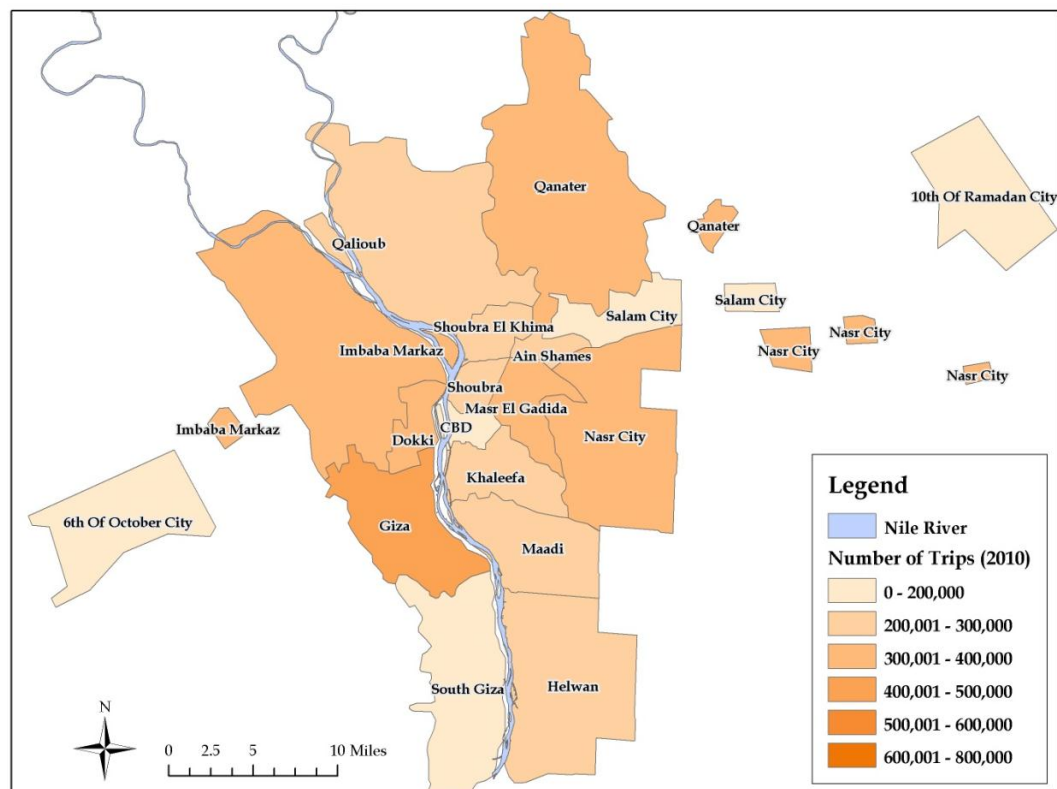 Qanater
10th Of Ramadan City
Qanater
Qalioub
Salam City
Salam City
Shoubra El Khima
Nasr City
Imbaba Markaz
Ain Shames
Nasr City
Nasr City
Shoubra
Masr El Gadida
Imbaba Markaz
CBD
Dokki
Nasr City
Khaleefa
6th Of October City
Giza
Maadi
South Giza
Helwan
Legend
Nile River
Number of Trips (2010)
0 - 200,000
200,001 - 300,000
300,001 - 400,000
400,001 - 500,000
500,001 - 600,000
600,001 - 800,000
N
0 2.5 5 10 Miles